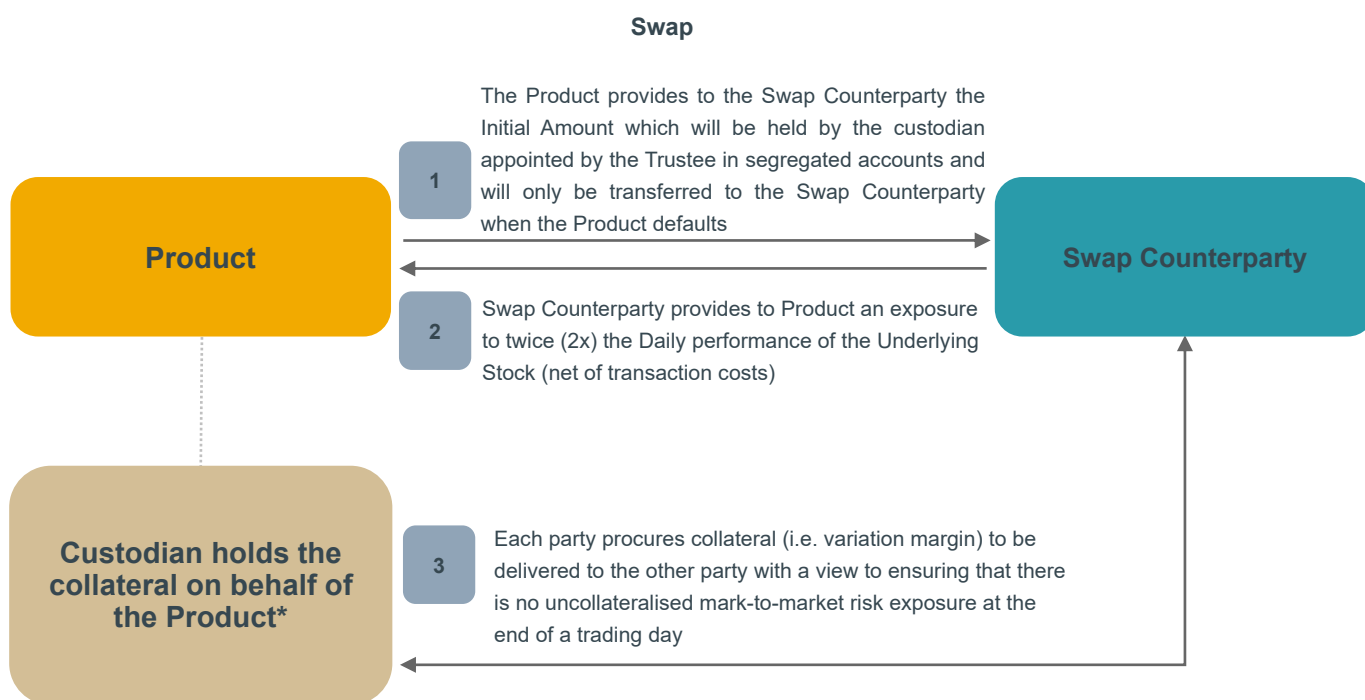 Swap
The Product provides to the Swap Counterparty the
Initial Amount which will be held by the custodian
appointed by the Trustee in segregated accounts and
will only be transferred to the Swap Counterparty
when the Product defaults
1
Product
Swap Counterparty
2
Swap Counterparty provides to Product an exposure
to twice (2x) the Daily performance of the Underlying
Stock (net of transaction costs)
Custodian holds the
collateral on behalf of
the Product*
3
Each party procures collateral (i.e. variation margin) to be
delivered to the other party with a view to ensuring that there
is no uncollateralised mark-to-market risk exposure at the
end of a trading day